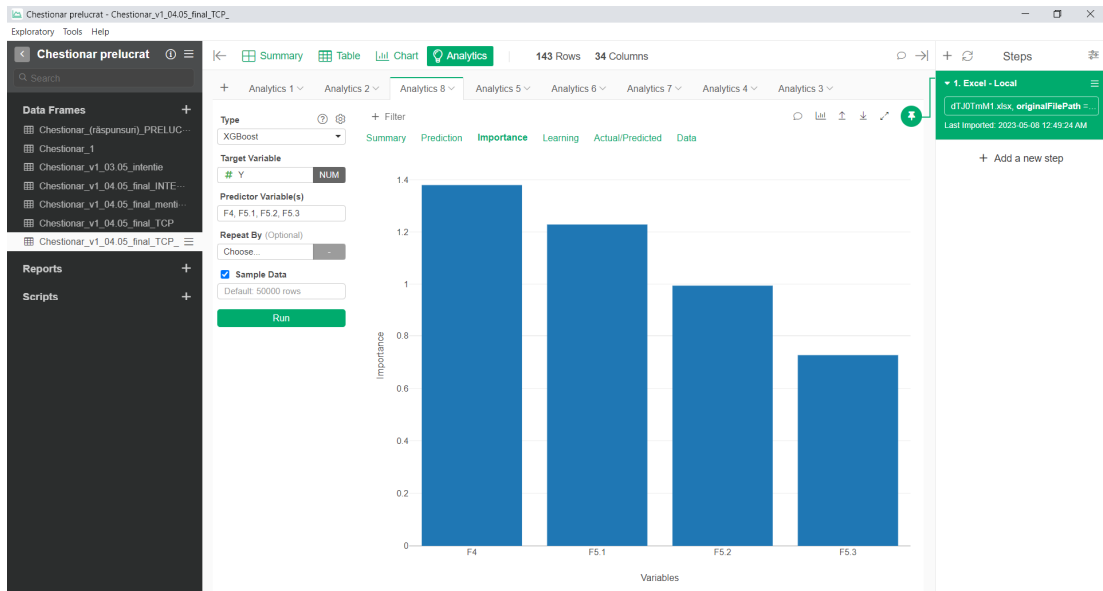 Chestionar prelucrat - Chestionar_v1_04.05_final_TCP_
Exploratory Tools Help
Chestionar prelucrat
Search
Data Frames
Chestionar_(răspunsuri)_PRELUC...
Chestionar_1
Chestionar_v1_03.05_intentie
Chestionar_v1_04.05_final_INTE...
Chestionar_v1_04.05_final_menti...
Chestionar_v1_04.05_final_TCP
Chestionar_v1_04.05_final_TCP_
Reports
Scripts
Summary Table Chart Analytics 143 Rows 34 Columns
Analytics 1 Analytics 2 Analytics 8 Analytics 5 Analytics 6 Analytics 7 Analytics 4 Analytics 3
Type
XGBoost
Target Variable
# Y NUM
Predictor Variable(s)
F4, F5.1, F5.2, F5.3
Repeat By (Optional)
Choose... -
Sample Data
Default: 50000 rows
Run
+ Filter
Summary Prediction Importance Learning Actual/Predicted Data
1.4
1.2
1
0.8
0.6
0.4
0.2
0
Importance
F4 F5.1 F5.2 F5.3
Variables
Steps
1. Excel - Local
dTJ0TmM1.xlsx, originalFilePath =...
Last Imported: 2023-05-08 12:49:24 AM
+ Add a new step